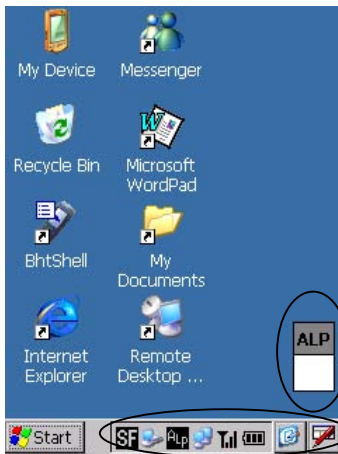 My Device
Messenger
Recycle Bin
Microsoft
WordPad
BhtShell
My
Documents
Internet
Explorer
Remote
Desktop ...
ALP
Start
SF
ALP